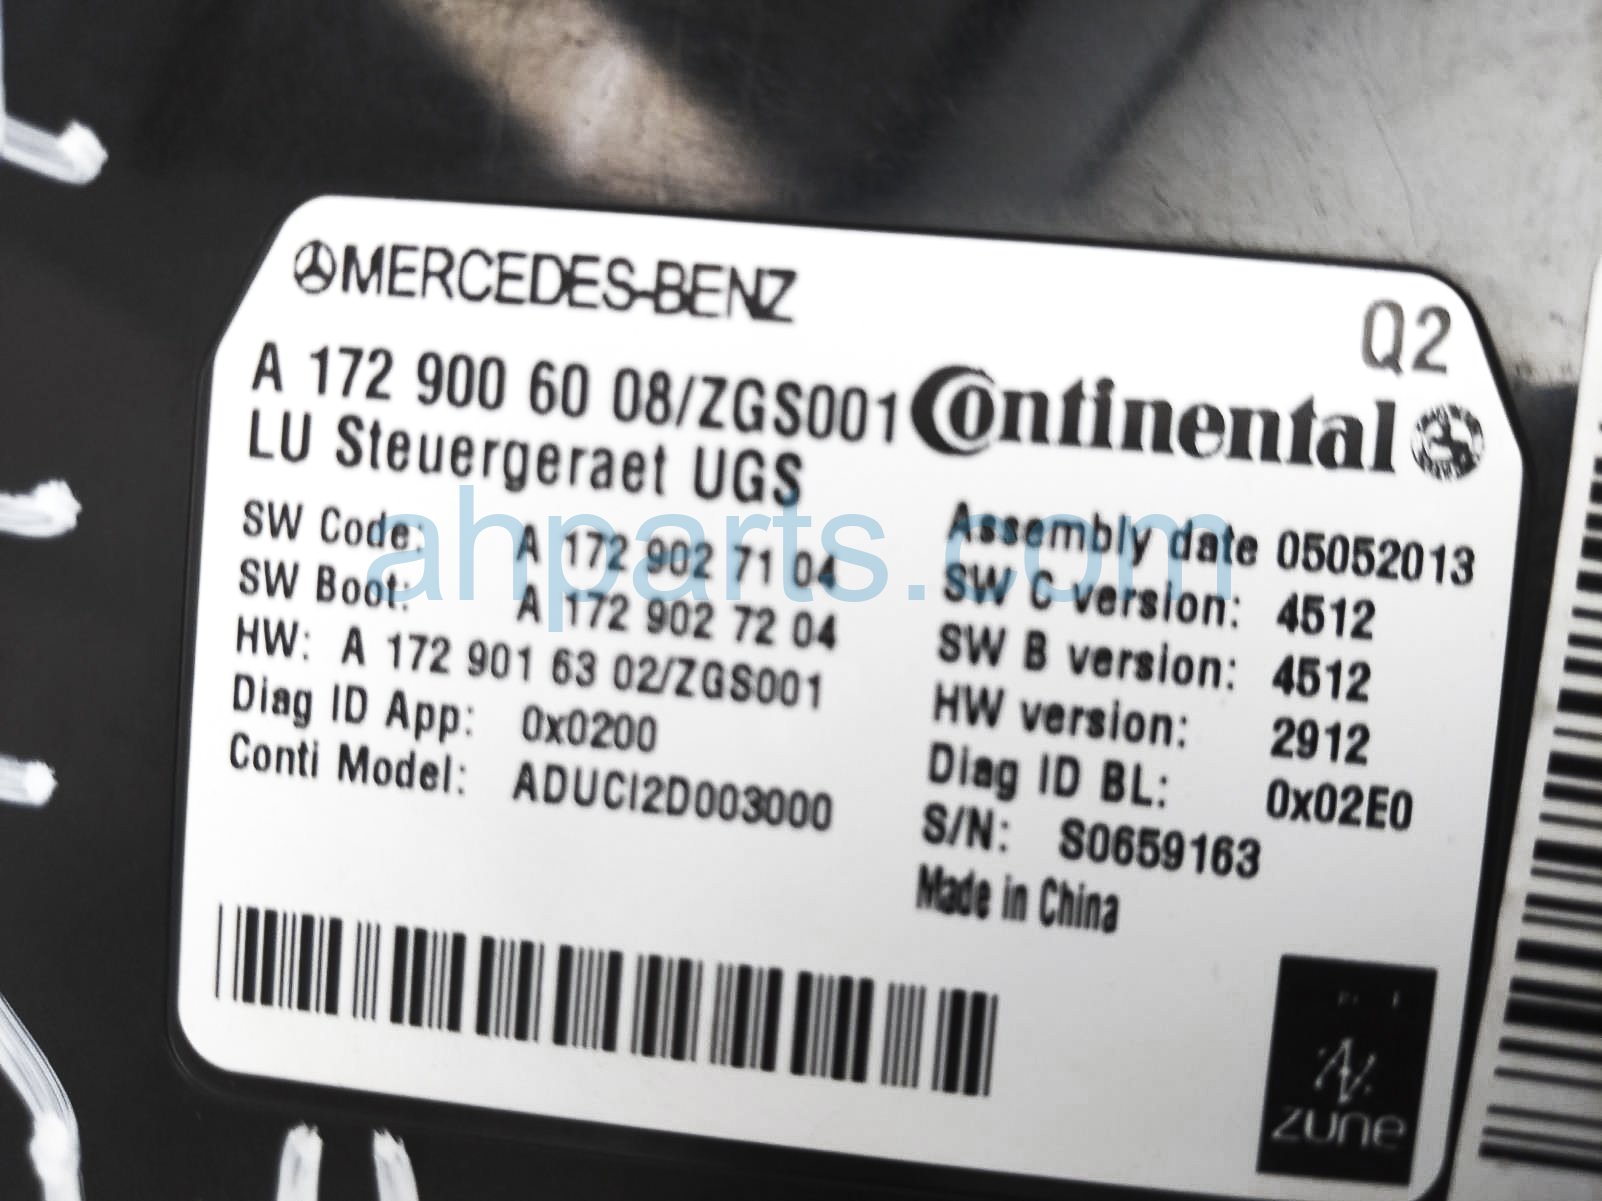 MERCEDES-BENZ
Q2
A 172 900 60 08/ZGS001
Continental
LU Steuergeraet UGS
SW Code: A 172 902 71 04
SW Boot: A 172 902 72 04
HW: A 172 901 63 02/ZGS001
Diag ID App: 0x0200
Conti Model: ADUCI2D003000
Assembly date 05052013
SW C version: 4512
SW B version: 4512
HW version: 2912
Diag ID BL: 0x02E0
S/N: S0659163
Made in China
zune
ahparts.com